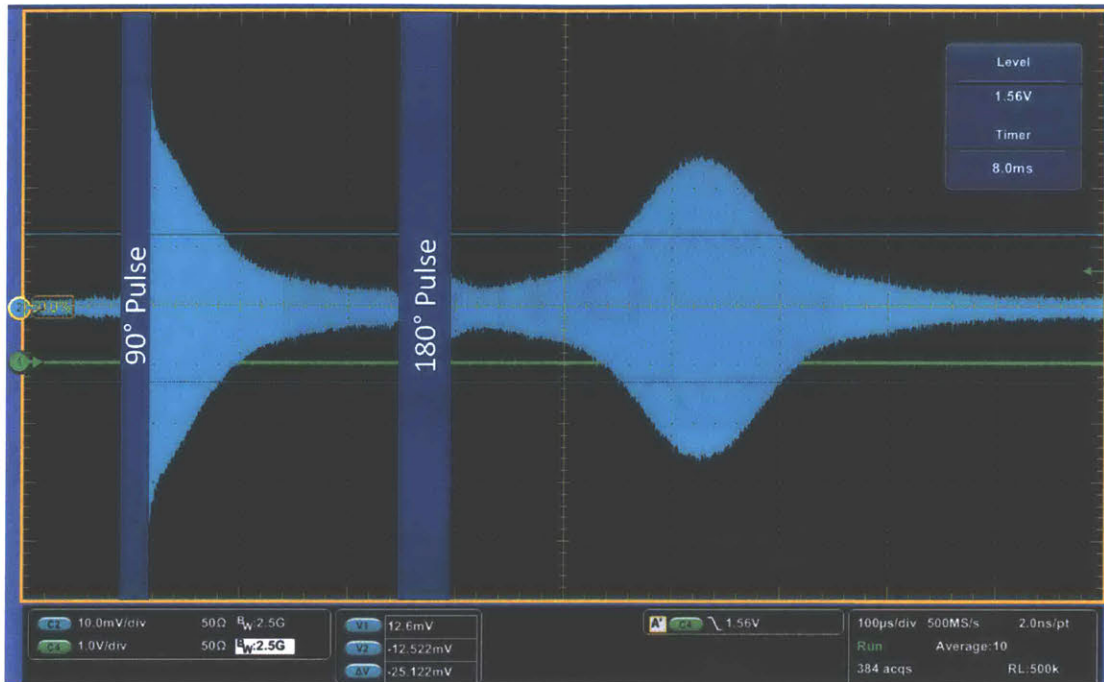 Level
1.56V
Timer
8.0ms
90° Pulse
180° Pulse
C2 10.0mV/div 50Ω BW:2.5G
C4 1.0V/div 50Ω BW:2.5G
V1 12.6mV
V2 -12.522mV
ΔV -25.122mV
A' C4 1.56V
100µs/div 500MS/s 2.0ns/pt
Run Average:10
384 acqs RL:500k